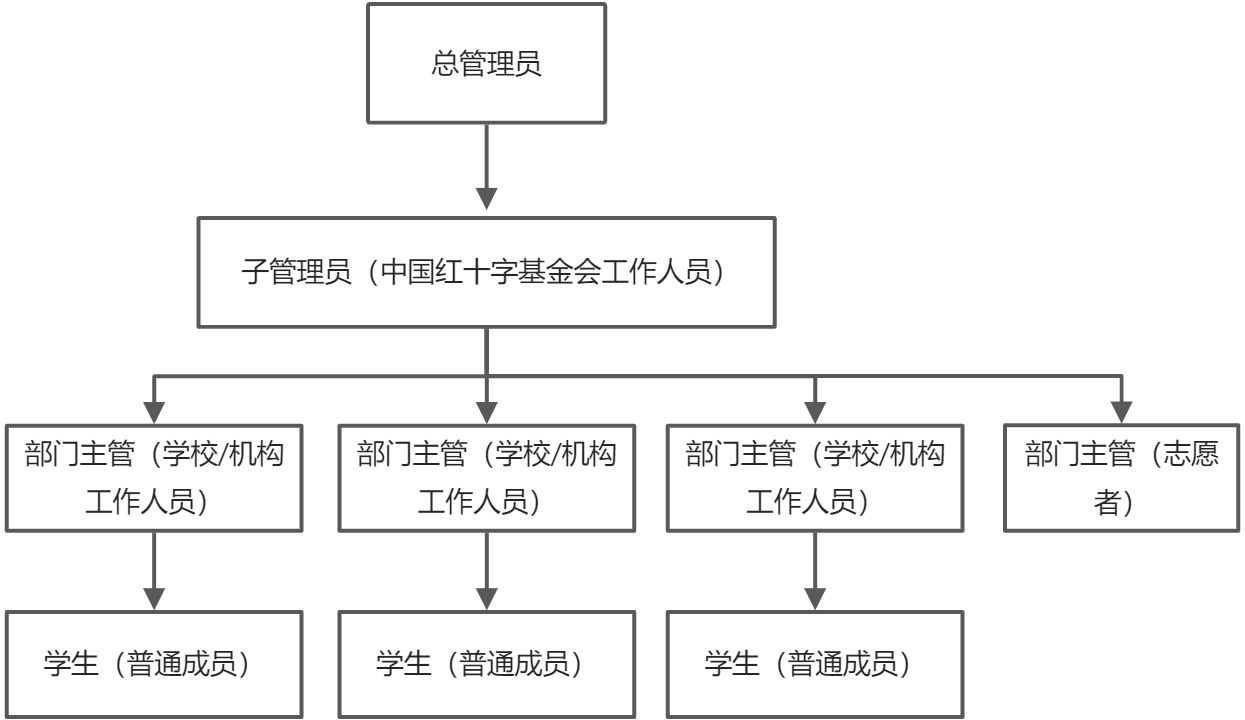 总管理员
子管理员（中国红十字基金会工作人员）
部门主管（学校/机构
工作人员）
部门主管（学校/机构
工作人员）
部门主管（学校/机构
工作人员）
部门主管（志愿
者）
学生（普通成员）
学生（普通成员）
学生（普通成员）